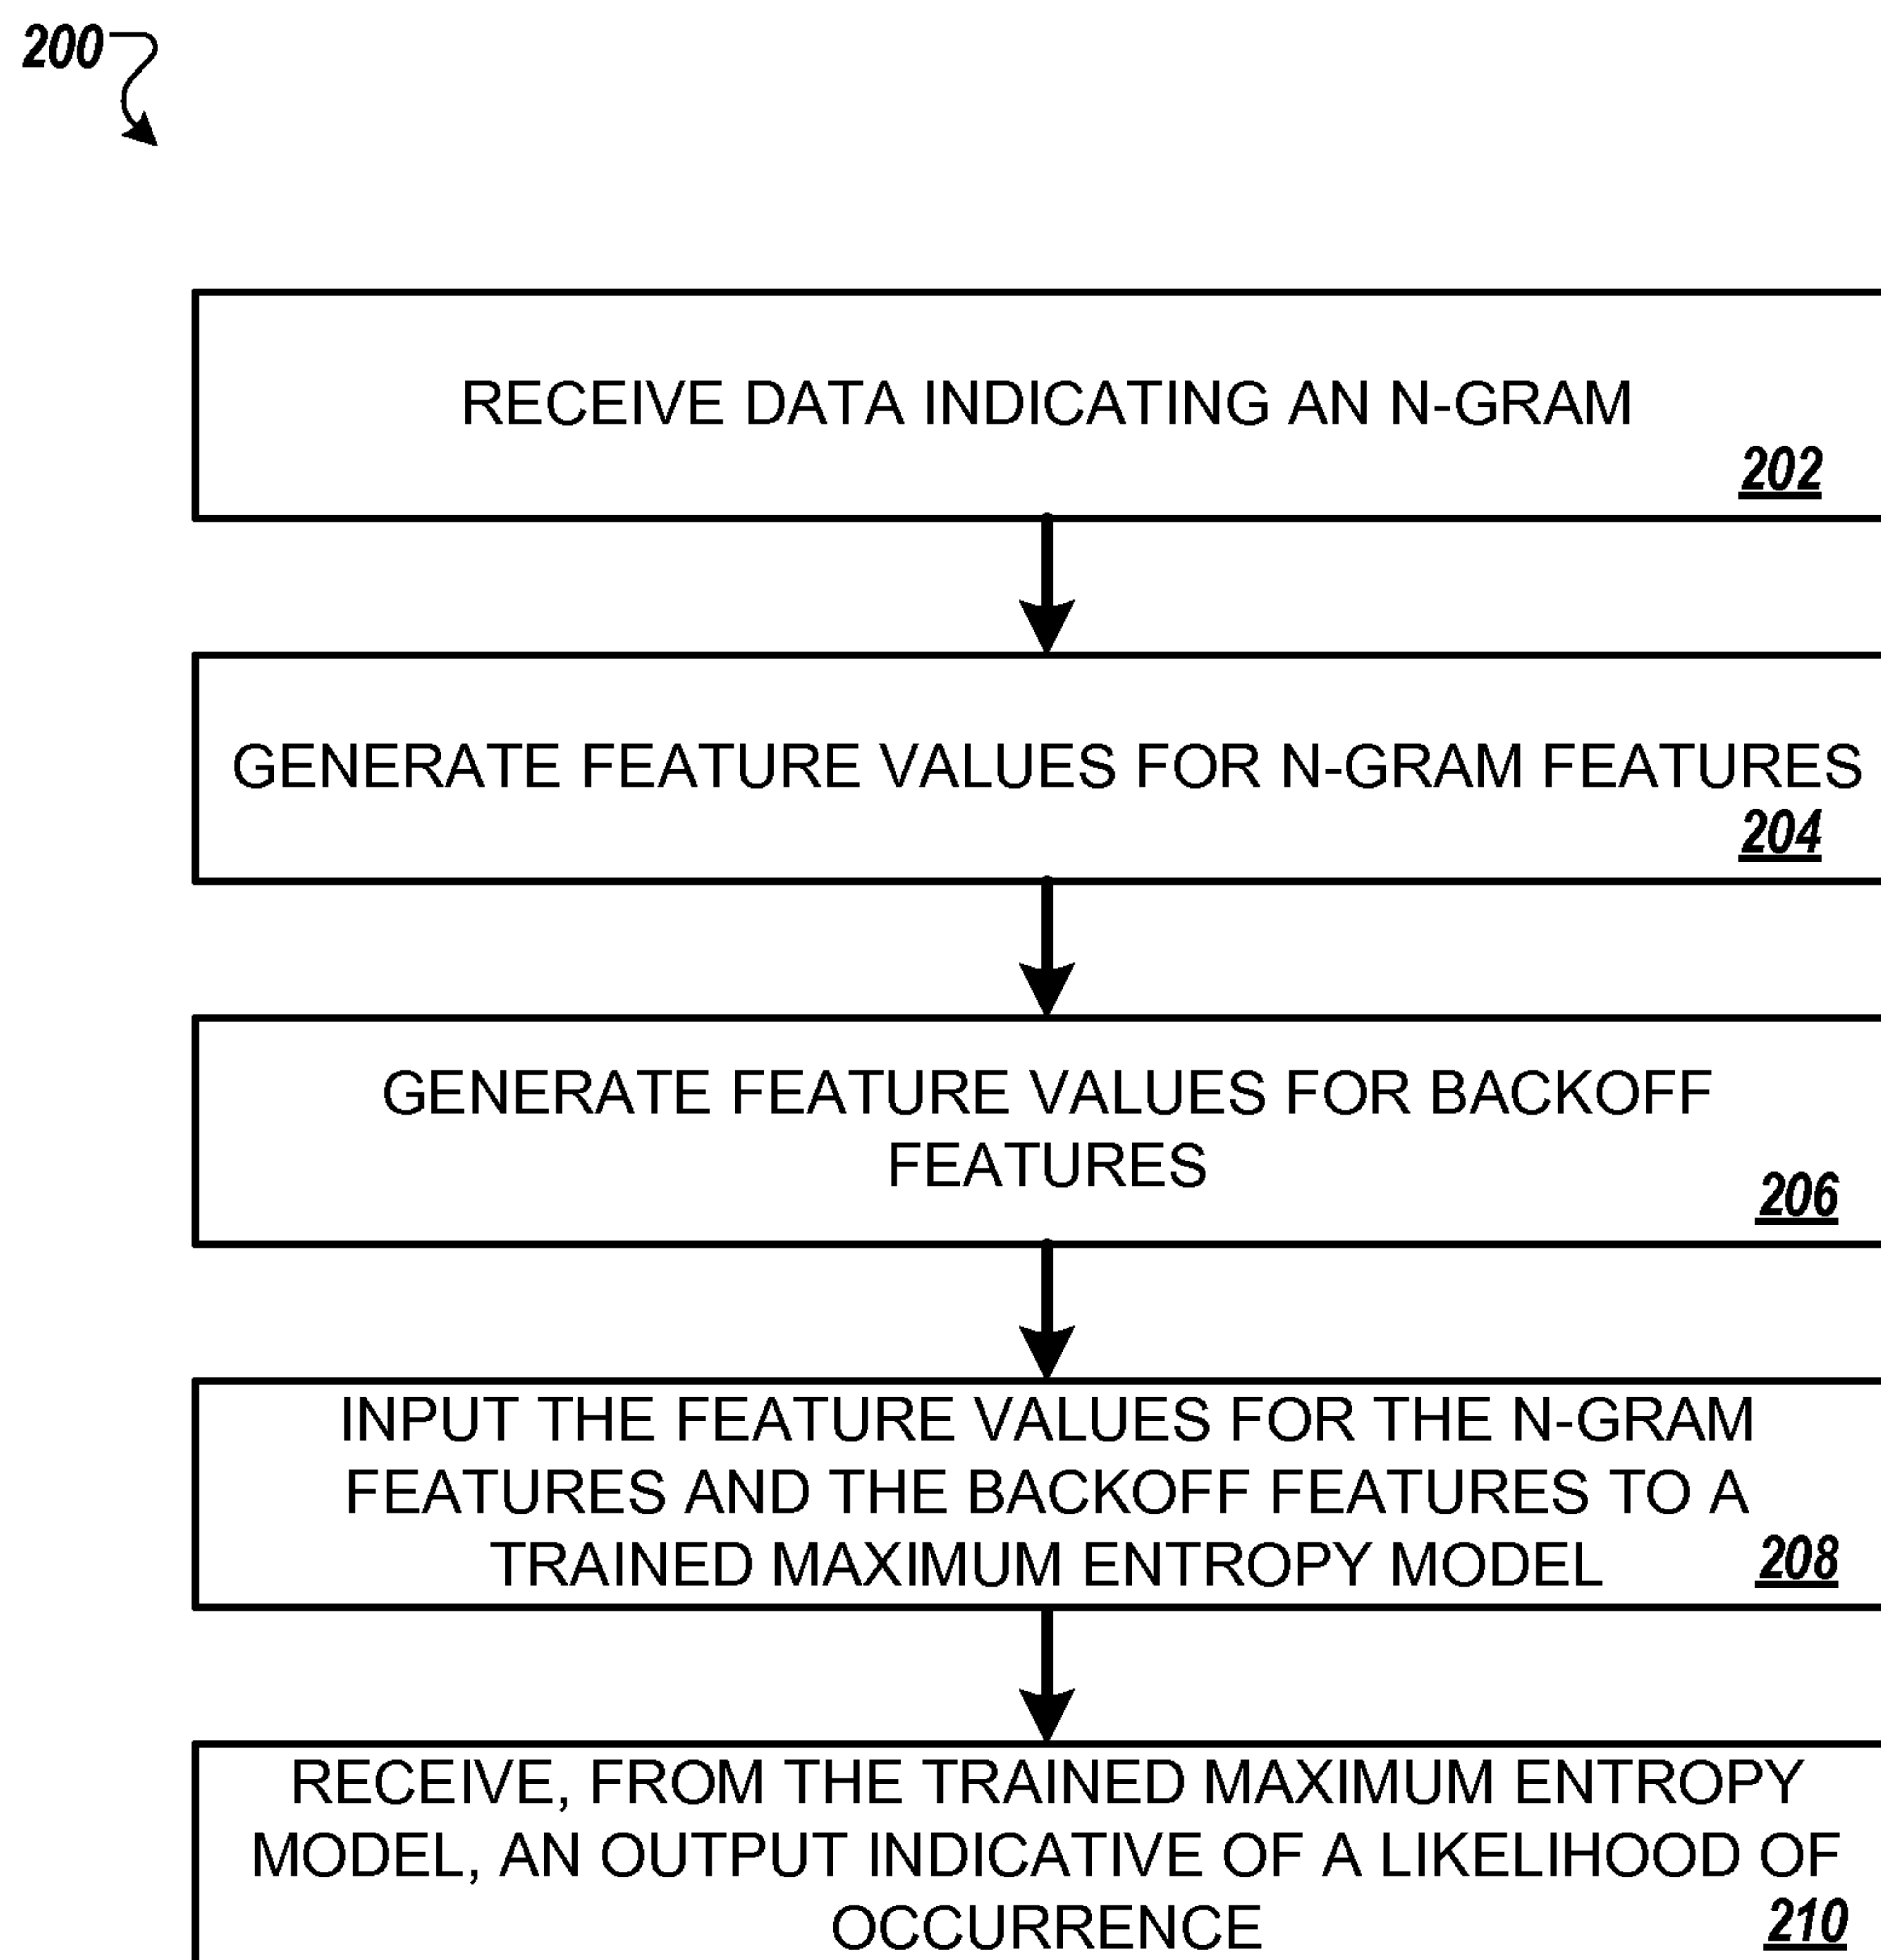 200
RECEIVE DATA INDICATING AN N-GRAM
202
GENERATE FEATURE VALUES FOR N-GRAM FEATURES
204
GENERATE FEATURE VALUES FOR BACKOFF
FEATURES
206
INPUT THE FEATURE VALUES FOR THE N-GRAM
FEATURES AND THE BACKOFF FEATURES TO A
TRAINED MAXIMUM ENTROPY MODEL
208
RECEIVE, FROM THE TRAINED MAXIMUM ENTROPY
MODEL, AN OUTPUT INDICATIVE OF A LIKELIHOOD OF
OCCURRENCE
210